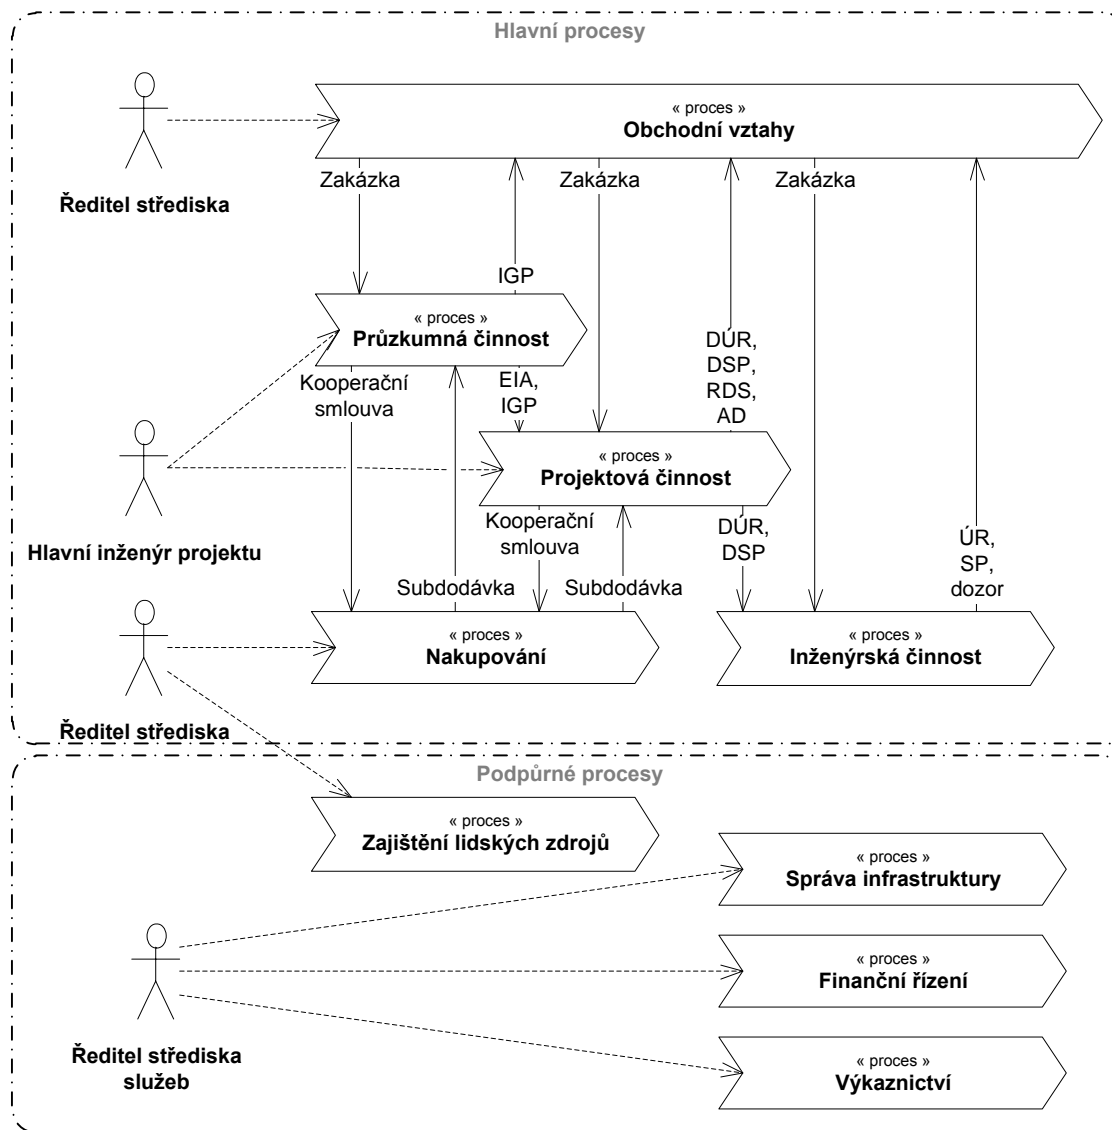 Hlavní procesy
« proces »
Obchodní vztahy
Ředitel střediska
Zakázka
Zakázka
Zakázka
IGP
« proces »
Průzkumná činnost
DÚR,
DSP,
RDS,
AD
Kooperační
smlouva
EIA,
IGP
« proces »
Projektová činnost
Hlavní inženýr projektu
Kooperační
smlouva
DÚR,
DSP
ÚR,
SP,
dozor
Subdodávka
Subdodávka
« proces »
Nakupování
« proces »
Inženýrská činnost
Ředitel střediska
Podpůrné procesy
« proces »
Zajištění lidských zdrojů
« proces »
Správa infrastruktury
« proces »
Finanční řízení
Ředitel střediska
služeb
« proces »
Výkaznictví